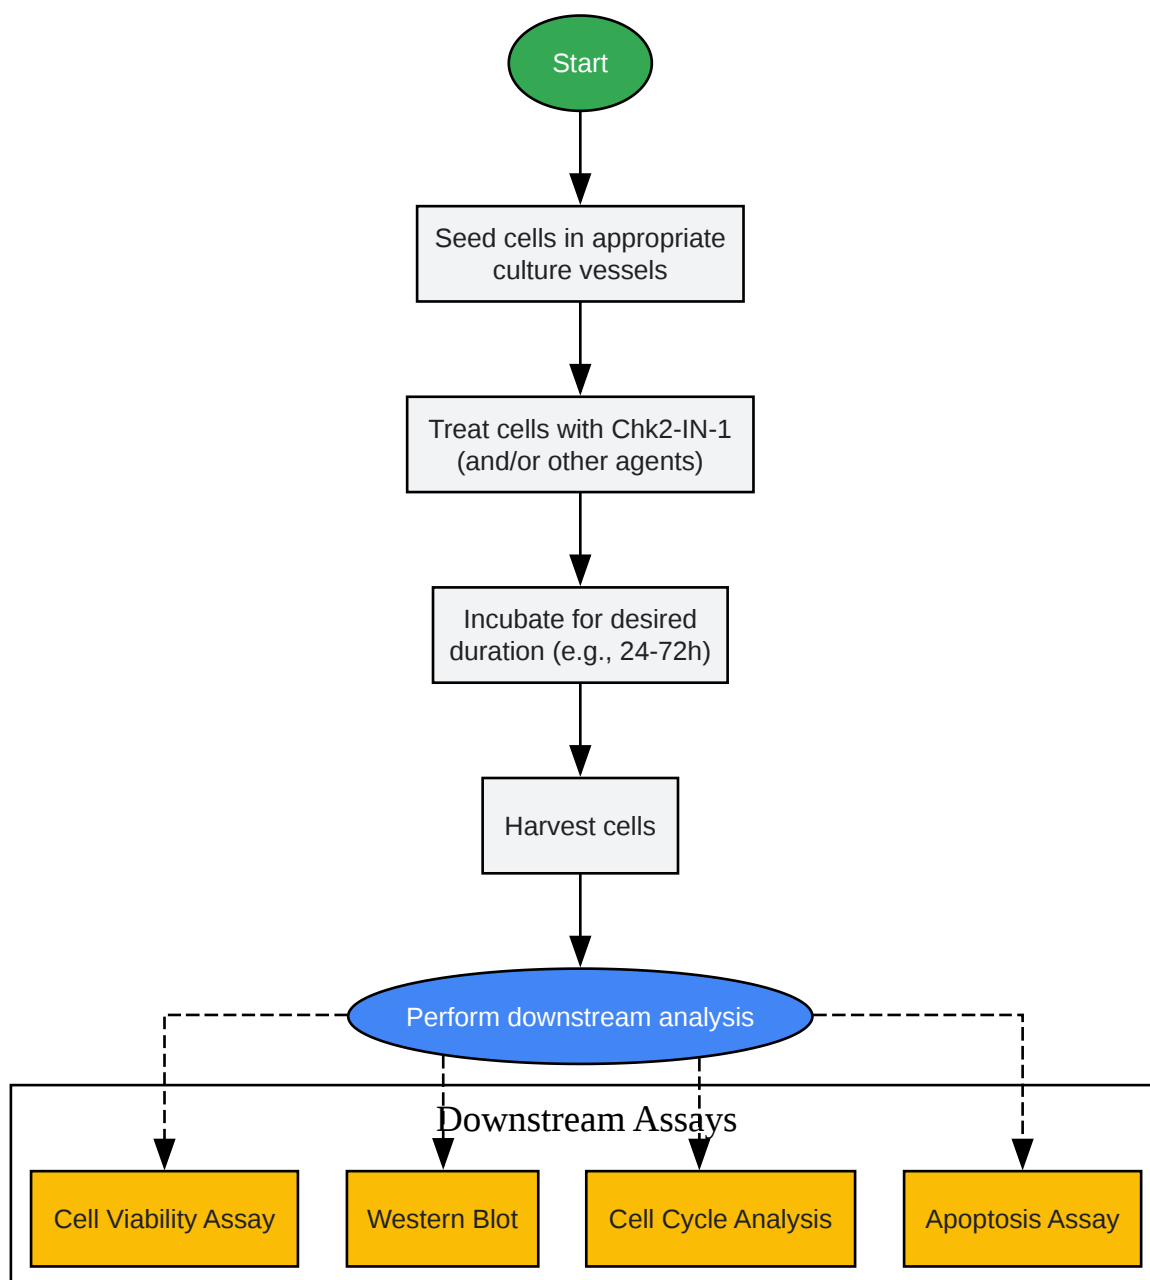 Start
Seed cells in appropriate
culture vessels
Treat cells with Chk2-IN-1
(and/or other agents)
Incubate for desired
duration (e.g., 24-72h)
Harvest cells
Perform downstream analysis
Downstream Assays
Cell Viability Assay
Western Blot
Cell Cycle Analysis
Apoptosis Assay